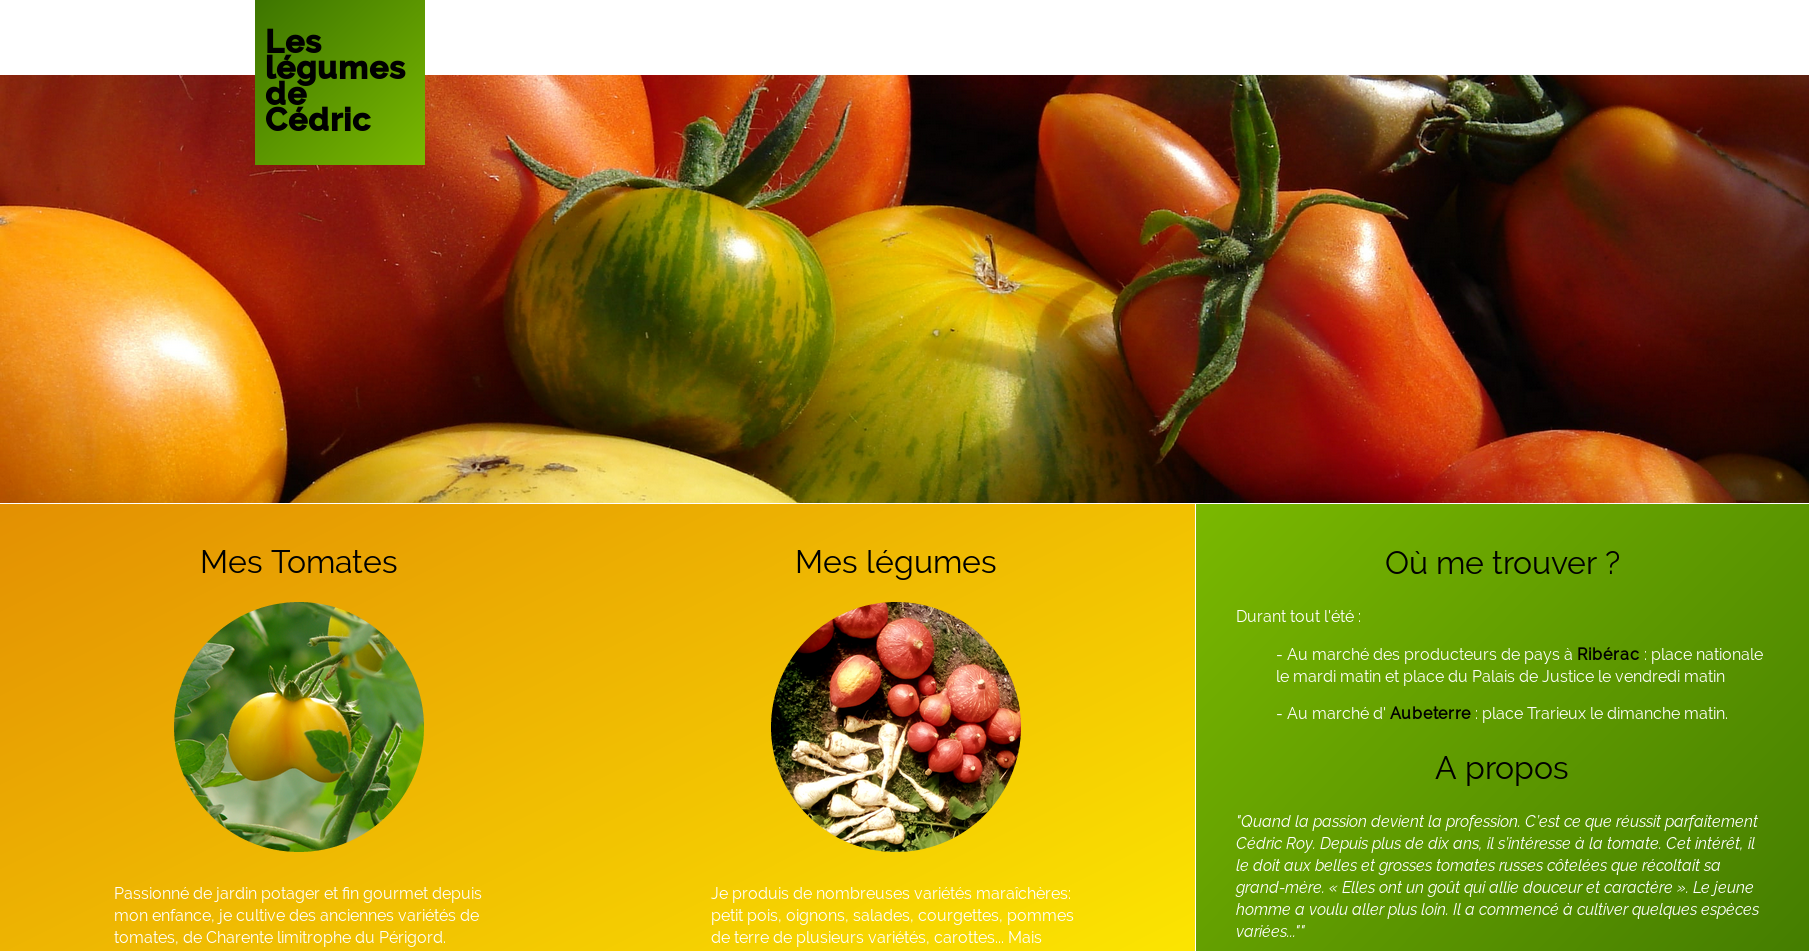 Les
légumes
de
Cédric
Mes Tomates
Passionné de jardin potager et fin gourmet depuis
mon enfance, je cultive des anciennes variétés de
tomates, de Charente limitrophe du Périgord.
Mes légumes
Je produis de nombreuses variétés maraîchères:
petit pois, oignons, salades, courgettes, pommes
de terre de plusieurs variétés, carottes... Mais
Où me trouver ?
Durant tout l'été :
- Au marché des producteurs de pays à Ribérac : place nationale
le mardi matin et place du Palais de Justice le vendredi matin
- Au marché d' Aubeterre : place Trarieux le dimanche matin.
A propos
"Quand la passion devient la profession. C'est ce que réussit parfaitement
Cédric Roy. Depuis plus de dix ans, il s'intéresse à la tomate. Cet intérêt, il
le doit aux belles et grosses tomates russes côtelées que récoltait sa
grand-mère. « Elles ont un goût qui allie douceur et caractère ». Le jeune
homme a voulu aller plus loin. Il a commencé à cultiver quelques espèces
variées...""